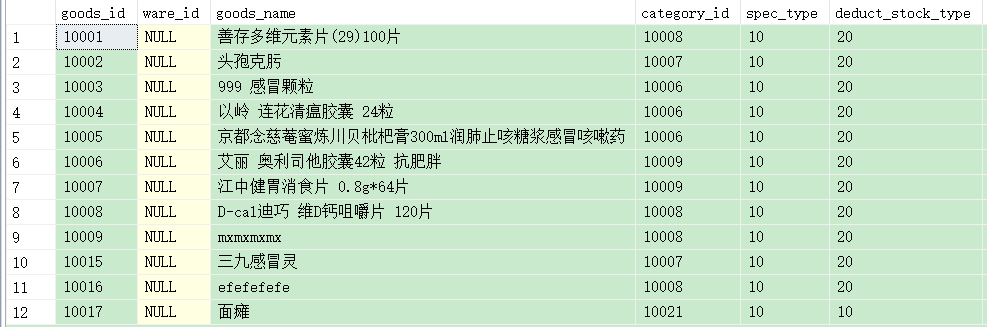 goods_id ware_id goods_name category_id spec_type deduct_stock_type
1 10001 NULL 善存多维元素片(29)100片 10008 10 20
2 10002 NULL 头孢克肟 10007 10 20
3 10003 NULL 999 感冒颗粒 10006 10 20
4 10004 NULL 以岭 连花清瘟胶囊 24粒 10006 10 20
5 10005 NULL 京都念慈菴蜜炼川贝枇杷膏300ml润肺止咳糖浆感冒咳嗽药 10006 10 20
6 10006 NULL 艾丽 奥利司他胶囊42粒 抗肥胖 10009 10 20
7 10007 NULL 江中健胃消食片 0.8g*64片 10009 10 20
8 10008 NULL D-cal迪巧 维D钙咀嚼片 120片 10008 10 20
9 10009 NULL mxmxmxmx 10008 10 20
10 10015 NULL 三九感冒灵 10007 10 20
11 10016 NULL efefefefe 10008 10 20
12 10017 NULL 面瘫 10021 10 10